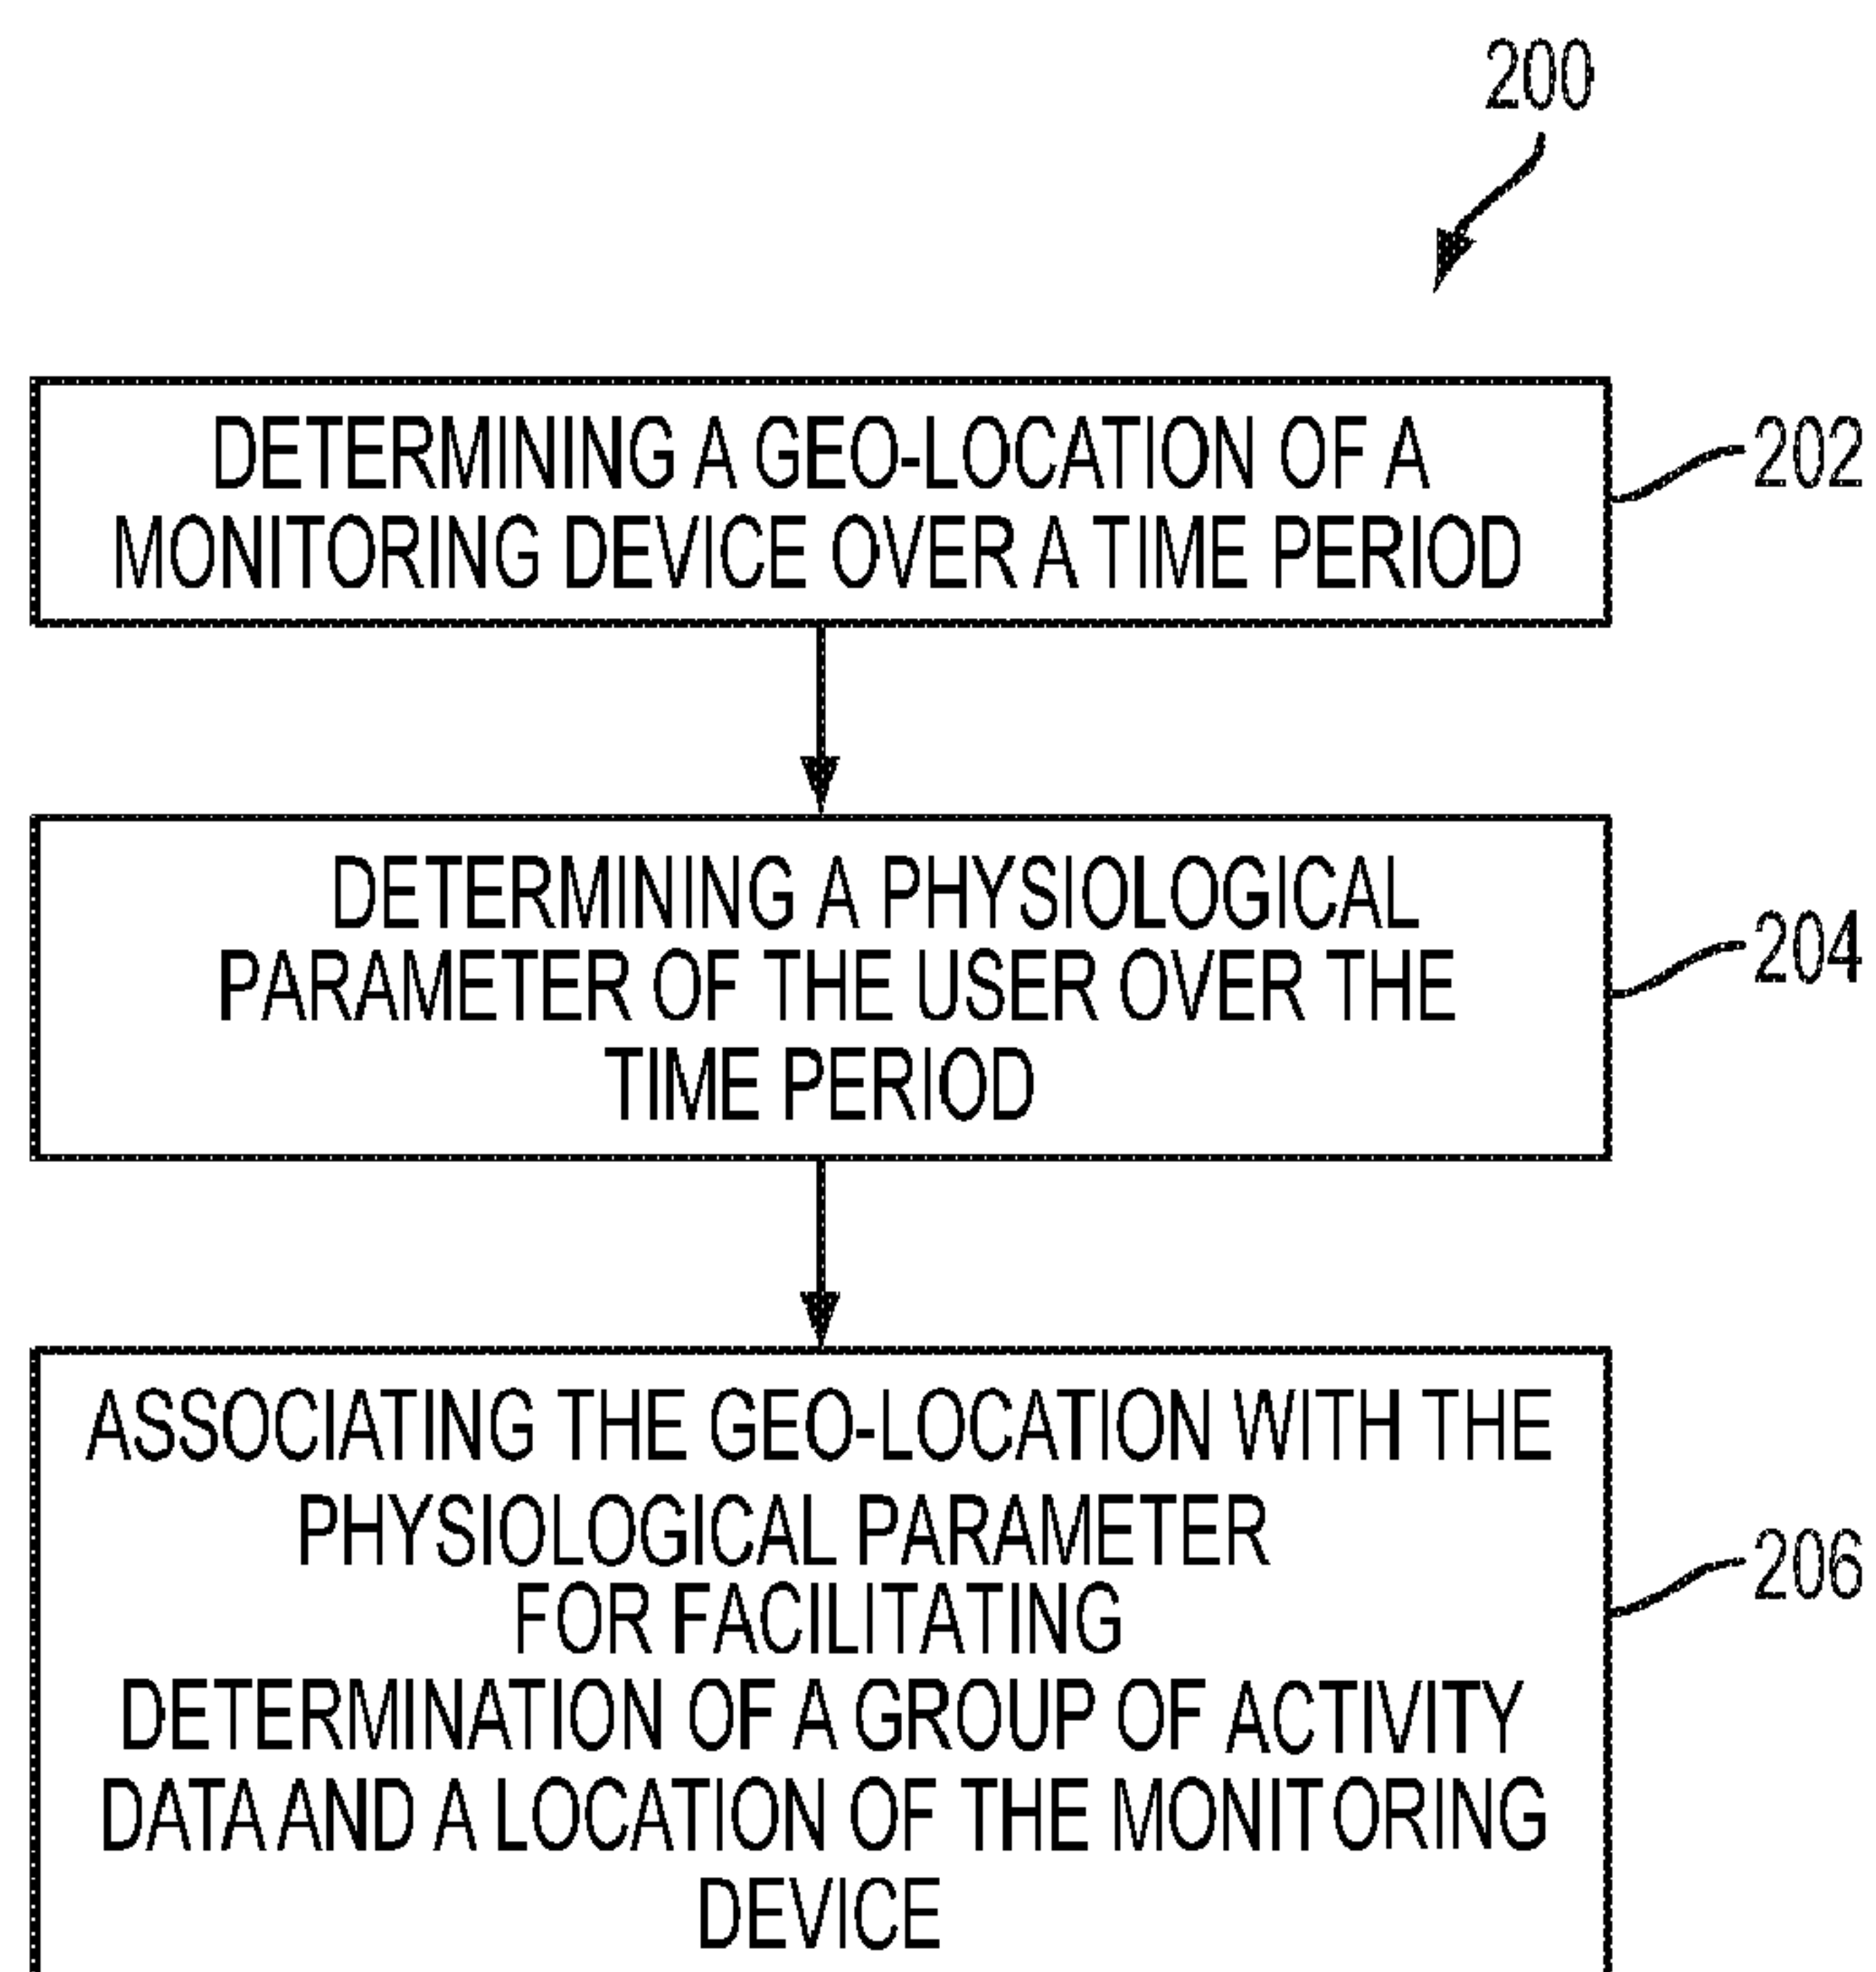 200
DETERMINING A GEO-LOCATION OF A
MONITORING DEVICE OVER A TIME PERIOD
202
DETERMINING A PHYSIOLOGICAL
PARAMETER OF THE USER OVER THE
TIME PERIOD
204
ASSOCIATING THE GEO-LOCATION WITH THE
PHYSIOLOGICAL PARAMETER
FOR FACILITATING
DETERMINATION OF A GROUP OF ACTIVITY
DATA AND A LOCATION OF THE MONITORING
DEVICE
206